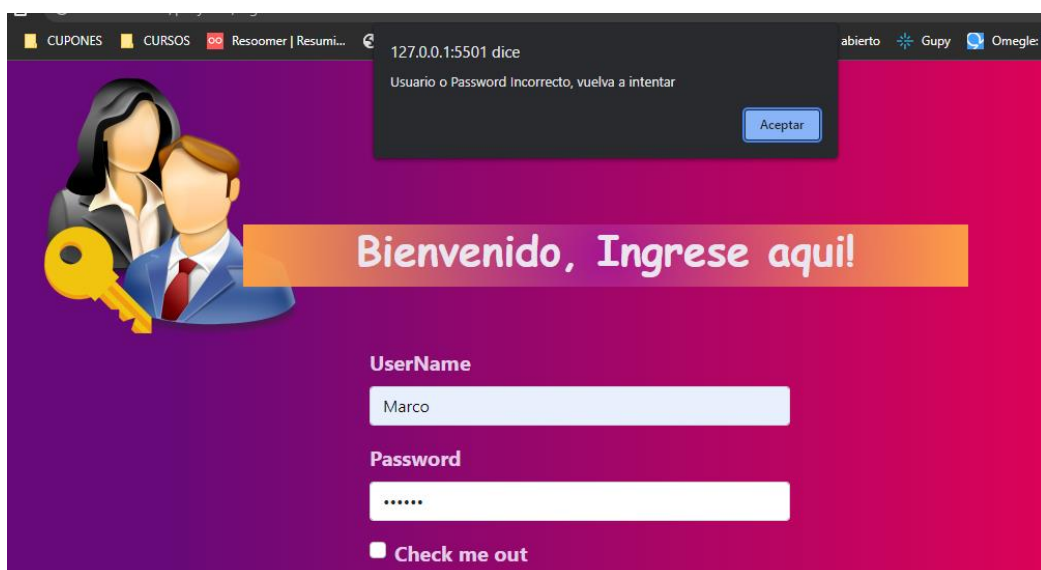 CUPONES CURSOS Resoomer | Resumi... abierto Gupy Omegle:
127.0.0.1:5501 dice
Usuario o Password Incorrecto, vuelva a intentar
Aceptar
Bienvenido, Ingrese aqui!
UserName
Marco
Password
••••••
Check me out